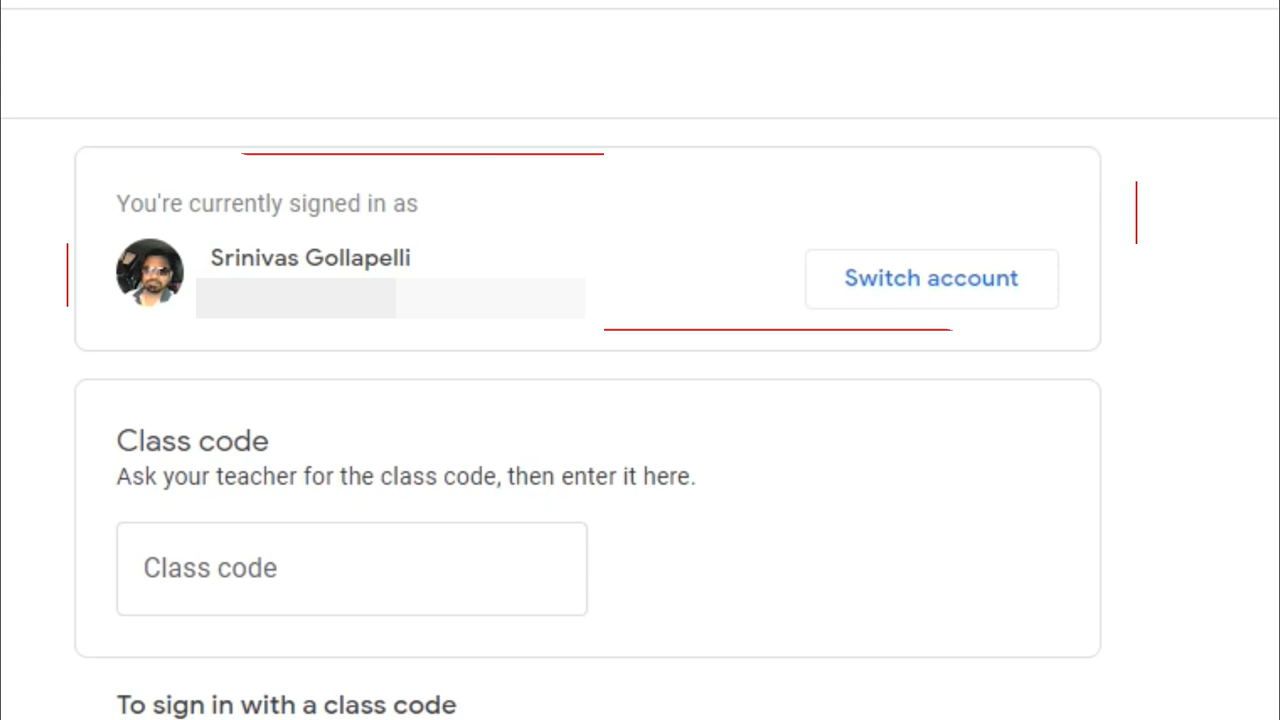 You're currently signed in as
Srinivas Gollapelli
Switch account
Class code
Ask your teacher for the class code, then enter it here.
Class code
To sign in with a class code